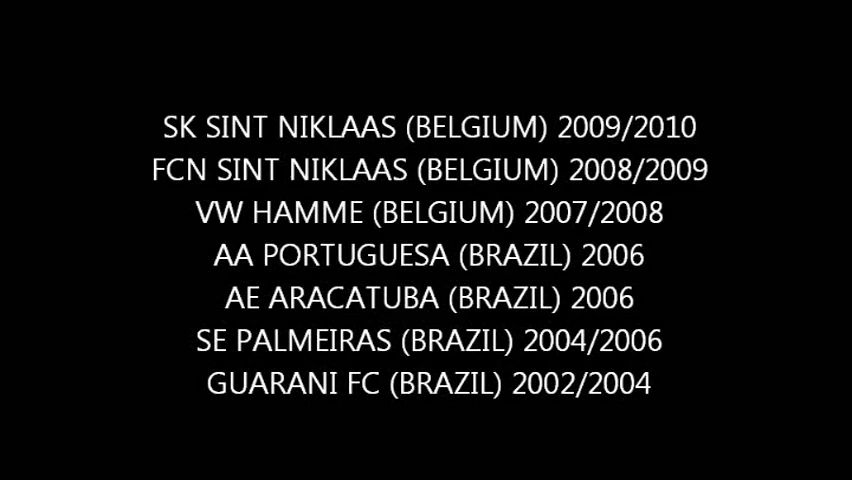 SK SINT NIKLAAS (BELGIUM) 2009/2010
FCN SINT NIKLAAS (BELGIUM) 2008/2009
VW HAMME (BELGIUM) 2007/2008
AA PORTUGUESA (BRAZIL) 2006
AE ARACATUBA (BRAZIL) 2006
SE PALMEIRAS (BRAZIL) 2004/2006
GUARANI FC (BRAZIL) 2002/2004